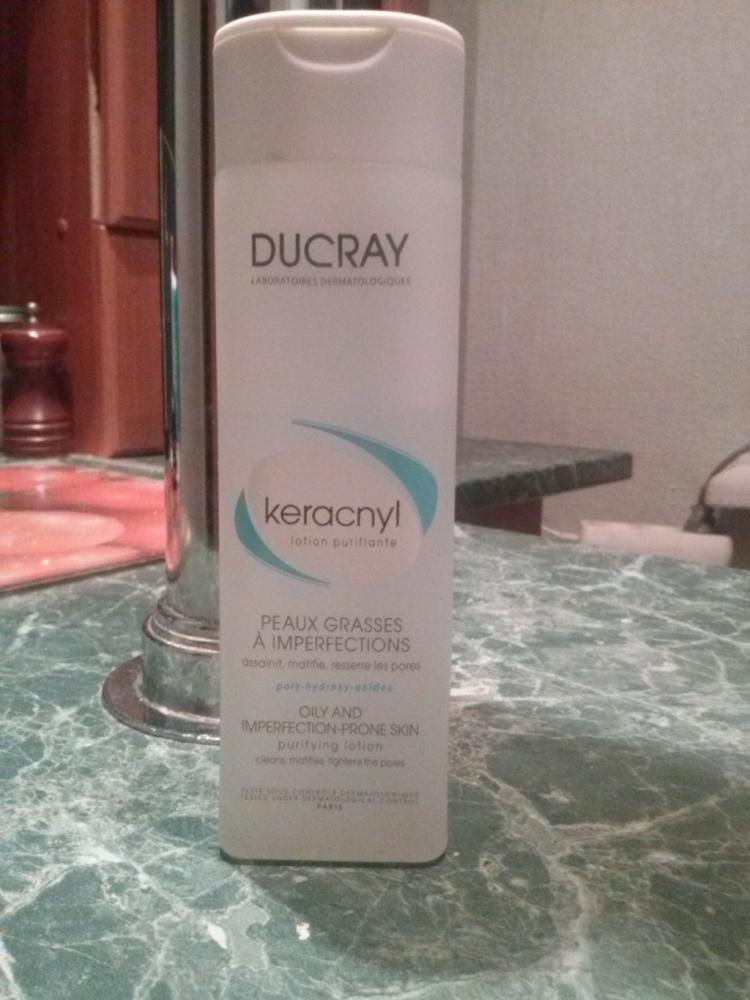 DUCRAY
LABORATOIRES DERMATOLOGIQUES
keracnyl
lotion purifiante
PEAUX GRASSES
À IMPERFECTIONS
assainit, matifie, resserre les pores
poly-hydroxy-acides
OILY AND
IMPERFECTION-PRONE SKIN
purifying lotion
cleans, matifies, tightens the pores
TESTÉ SOUS CONTRÔLE DERMATOLOGIQUE
TESTED UNDER DERMATOLOGICAL CONTROL
PARIS